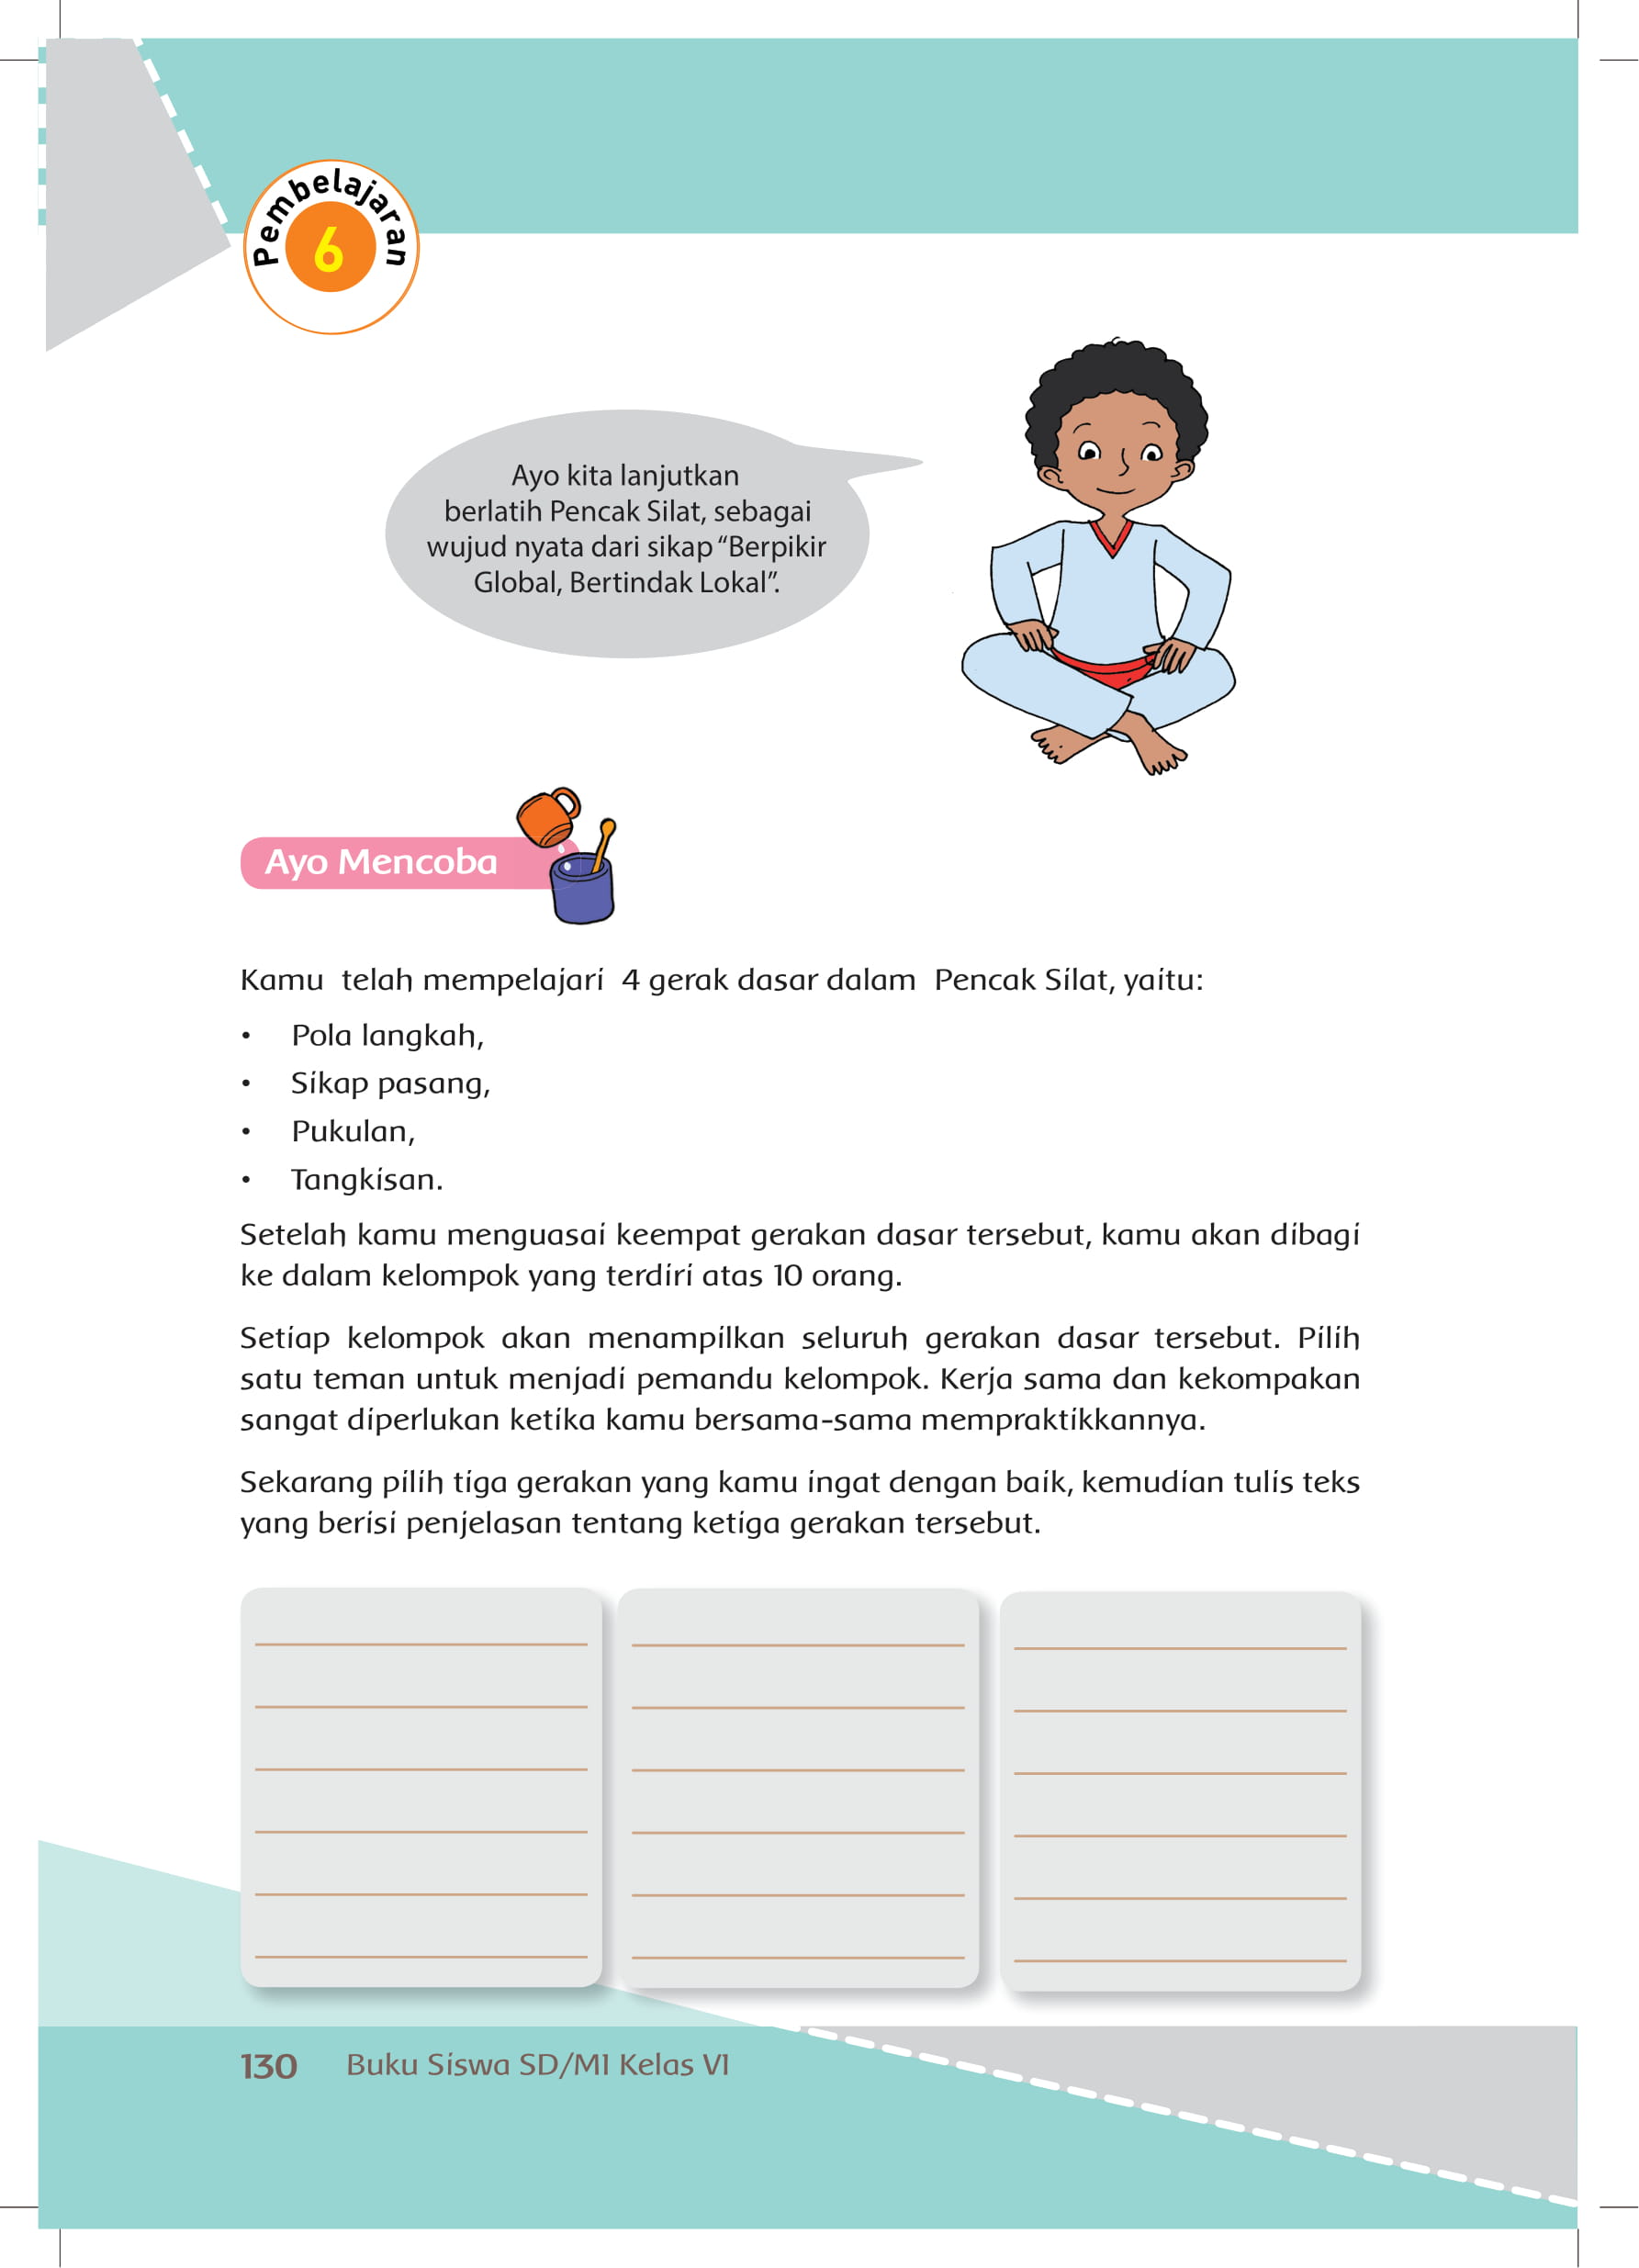 Pembelajaran
6
Ayo kita lanjutkan
berlatih Pencak Silat, sebagai
wujud nyata dari sikap “Berpikir
Global, Bertindak Lokal”.
Ayo Mencoba
Kamu telah mempelajari 4 gerak dasar dalam Pencak Silat, yaitu:
• Pola langkah,
• Sikap pasang,
• Pukulan,
• Tangkisan.
Setelah kamu menguasai keempat gerakan dasar tersebut, kamu akan dibagi
ke dalam kelompok yang terdiri atas 10 orang.
Setiap kelompok akan menampilkan seluruh gerakan dasar tersebut. Pilih
satu teman untuk menjadi pemandu kelompok. Kerja sama dan kekompakan
sangat diperlukan ketika kamu bersama-sama mempraktikkannya.
Sekarang pilih tiga gerakan yang kamu ingat dengan baik, kemudian tulis teks
yang berisi penjelasan tentang ketiga gerakan tersebut.
130 Buku Siswa SD/MI Kelas VI